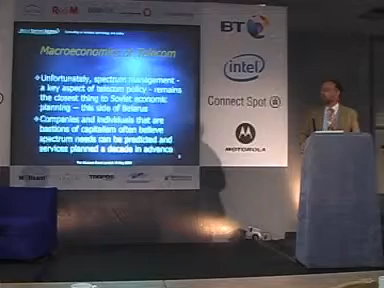 Macroeconomics of Telecom
Unfortunately, spectrum management -
a key aspect of telecom policy - remains
the closest thing to Soviet economic
planning – this side of Belarus
Companies and individuals that are
bastions of capitalism often believe
spectrum needs can be predicted and
services planned a decade in advance
BT
intel
Connect Spot
MOTOROLA